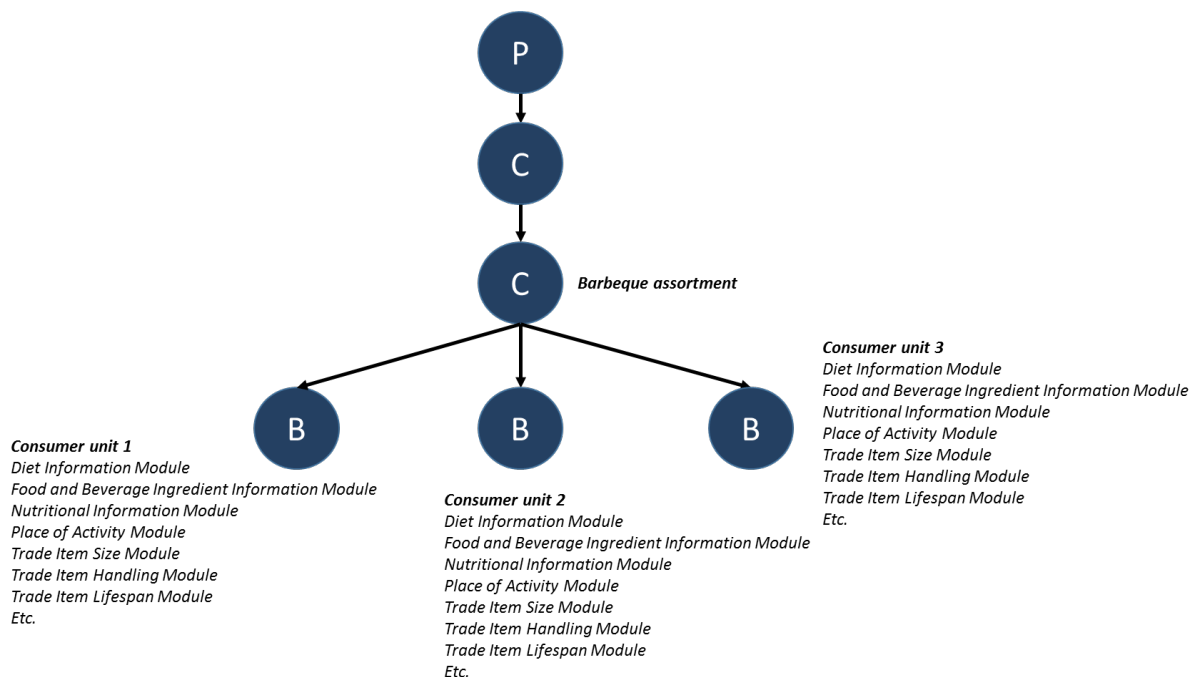 P
C
C
Barbeque assortment
B
B
B
Consumer unit 1
Diet Information Module
Food and Beverage Ingredient Information Module
Nutritional Information Module
Place of Activity Module
Trade Item Size Module
Trade Item Handling Module
Trade Item Lifespan Module
Etc.
Consumer unit 2
Diet Information Module
Food and Beverage Ingredient Information Module
Nutritional Information Module
Place of Activity Module
Trade Item Size Module
Trade Item Handling Module
Trade Item Lifespan Module
Etc.
Consumer unit 3
Diet Information Module
Food and Beverage Ingredient Information Module
Nutritional Information Module
Place of Activity Module
Trade Item Size Module
Trade Item Handling Module
Trade Item Lifespan Module
Etc.